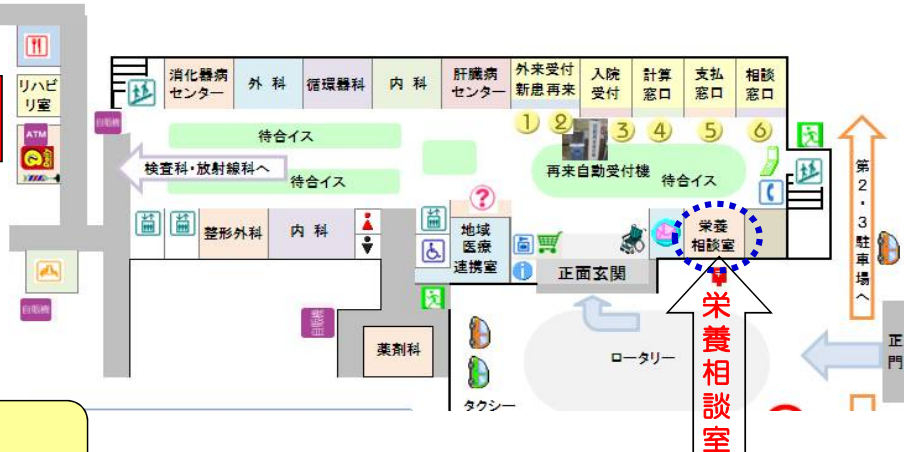 リハビ
リ室
ATM
自販機
自販機
消化器病
センター
外 科
循環器科
内 科
肝臓病
センター
外来受付
新患 再来
入院
受付
計算
窓口
支払
窓口
相談
窓口
①
②
③
④
⑤
⑥
待合イス
検査科・放射線科へ
待合イス
再来自動受付機
待合イス
第2・3駐車場へ
整形外科
内 科
?
地域
医療
連携室
正面玄関
栄養
相談室
自販機
薬剤科
タクシー
ロータリー
栄養相談室
正門